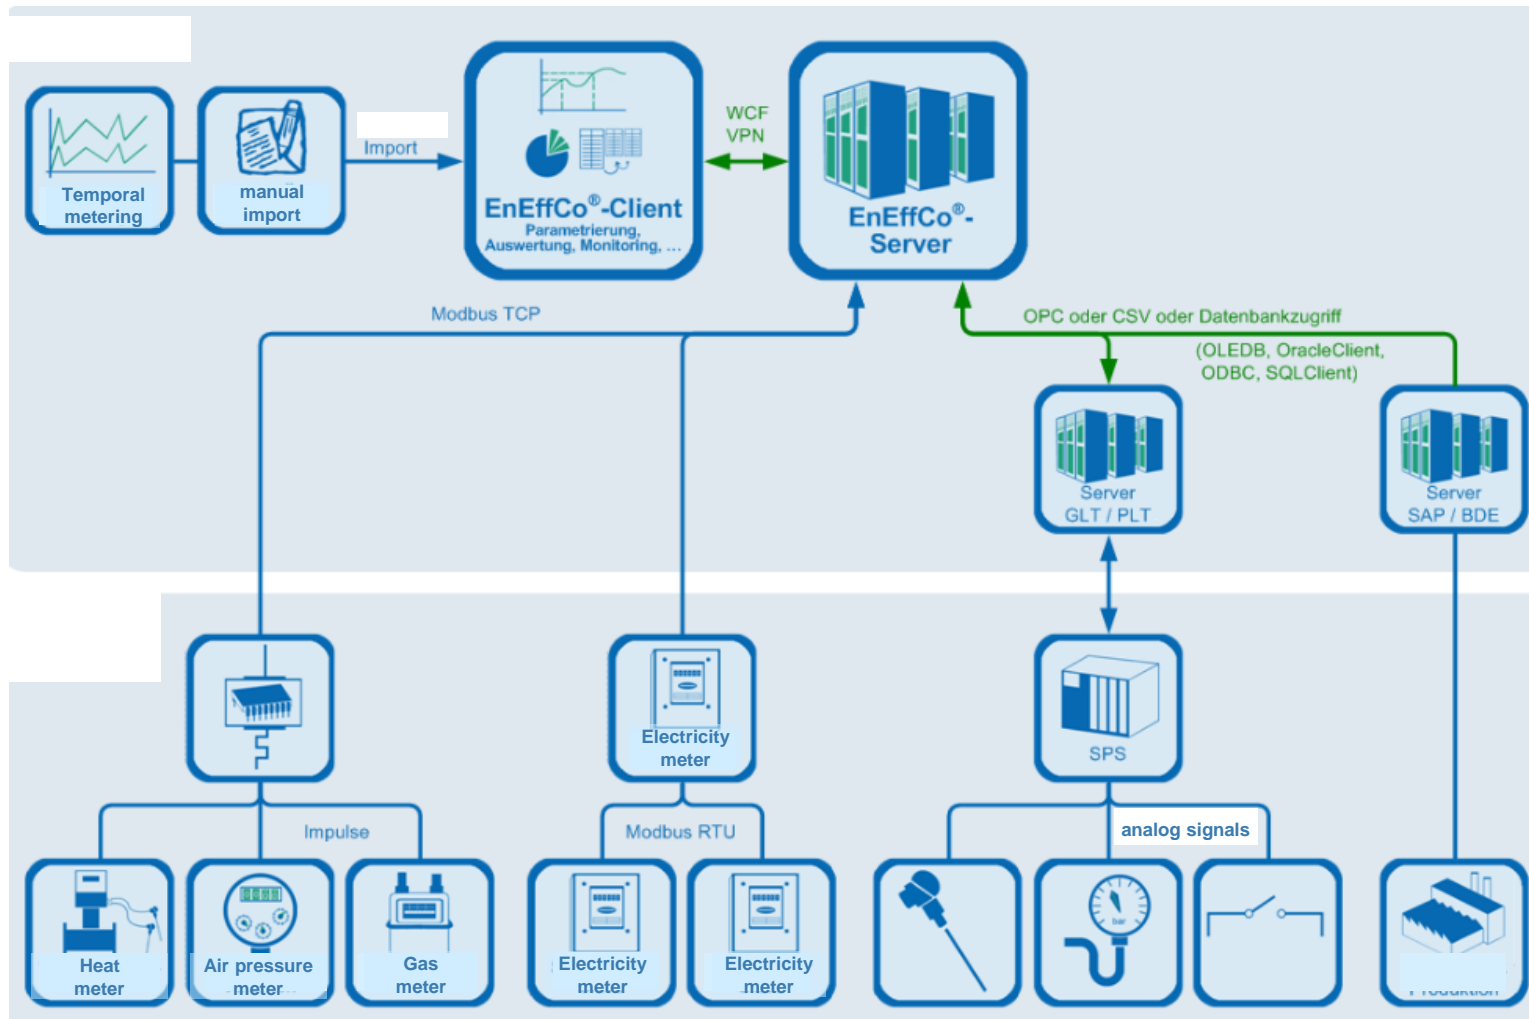 Temporal
metering
manual
import
Import
EnEffCo®-Client
Parametrierung,
Auswertung, Monitoring, ...
WCF
VPN
EnEffCo®-
Server
Modbus TCP
OPC oder CSV oder Datenbankzugriff
(OLEDB, OracleClient,
ODBC, SQLClient)
Server
GLT / PLT
Server
SAP / BDE
Electricity
meter
SPS
Impulse
Modbus RTU
analog signals
Heat
meter
Air pressure
meter
Gas
meter
Electricity
meter
Electricity
meter
bar
Produktion